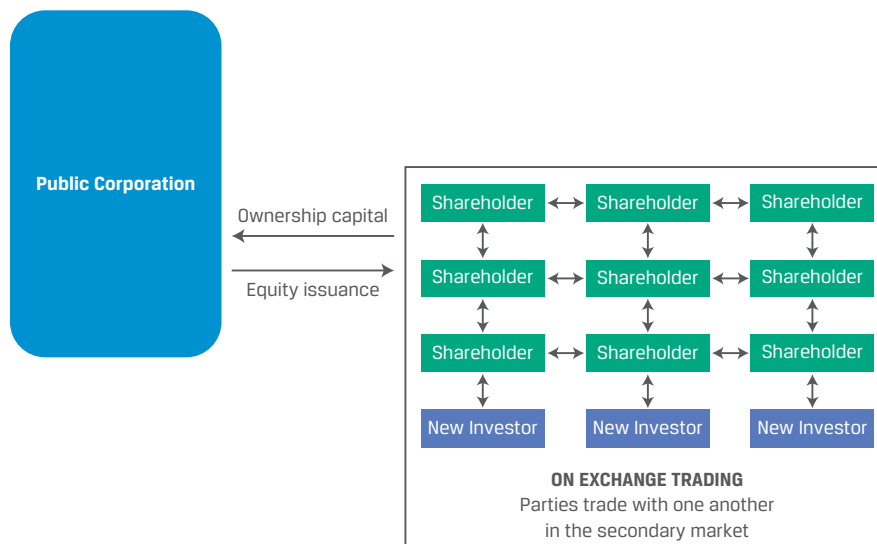 Public Corporation
Ownership capital
Equity issuance
Shareholder Shareholder Shareholder
Shareholder Shareholder Shareholder
Shareholder Shareholder Shareholder
New Investor New Investor New Investor
ON EXCHANGE TRADING
Parties trade with one another
in the secondary market